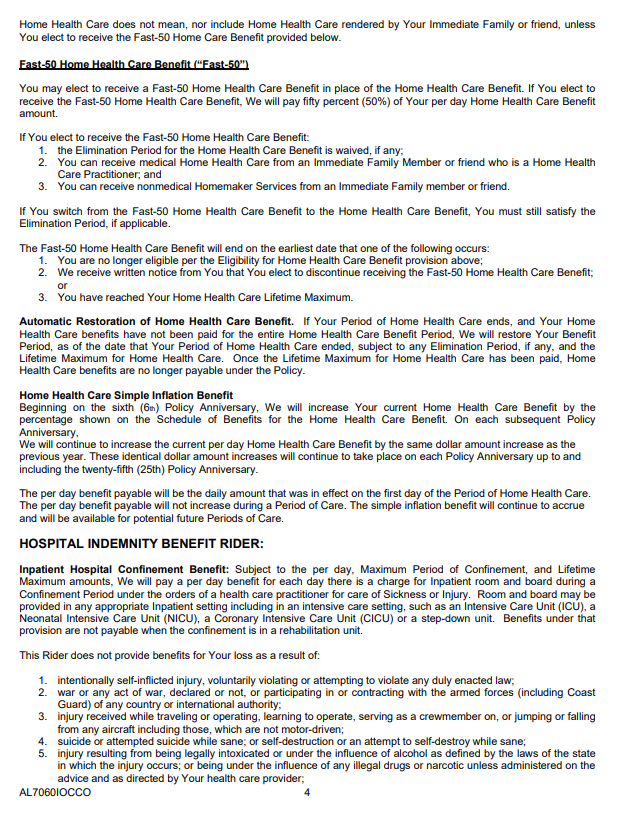 Home Health Care does not mean, nor include Home Health Care rendered by Your Immediate Family or friend, unless
You elect to receive the Fast-50 Home Care Benefit provided below.
Fast-50 Home Health Care Benefit ("Fast-50")
You may elect to receive a Fast-50 Home Health Care Benefit in place of the Home Health Care Benefit. If You elect to
receive the Fast-50 Home Health Care Benefit, We will pay fifty percent (50%) of Your per day Home Health Care Benefit
amount.
If You elect to receive the Fast-50 Home Health Care Benefit:
1. the Elimination Period for the Home Health Care Benefit is waived, if any;
2. You can receive medical Home Health Care from an Immediate Family Member or friend who is a Home Health
Care Practitioner; and
3. You can receive nonmedical Homemaker Services from an Immediate Family member or friend.
If You switch from the Fast-50 Home Health Care Benefit to the Home Health Care Benefit, You must still satisfy the
Elimination Period, if applicable.
The Fast-50 Home Health Care Benefit will end on the earliest date that one of the following occurs:
1. You are no longer eligible per the Eligibility for Home Health Care Benefit provision above;
2. We receive written notice from You that You elect to discontinue receiving the Fast-50 Home Health Care Benefit;
or
3. You have reached Your Home Health Care Lifetime Maximum.
Automatic Restoration of Home Health Care Benefit. If Your Period of Home Health Care ends, and Your Home
Health Care benefits have not been paid for the entire Home Health Care Benefit Period, We will restore Your Benefit
Period, as of the date that Your Period of Home Health Care ended, subject to any Elimination Period, if any, and the
Lifetime Maximum for Home Health Care. Once the Lifetime Maximum for Home Health Care has been paid, Home
Health Care benefits are no longer payable under the Policy.
Home Health Care Simple Inflation Benefit
Beginning on the sixth (6th) Policy Anniversary, We will increase Your current Home Health Care Benefit by the
percentage shown on the Schedule of Benefits for the Home Health Care Benefit. On each subsequent Policy
Anniversary,
We will continue to increase the current per day Home Health Care Benefit by the same dollar amount increase as the
previous year. These identical dollar amount increases will continue to take place on each Policy Anniversary up to and
including the twenty-fifth (25th) Policy Anniversary.
The per day benefit payable will be the daily amount that was in effect on the first day of the Period of Home Health Care.
The per day benefit payable will not increase during a Period of Care. The simple inflation benefit will continue to accrue
and will be available for potential future Periods of Care.
HOSPITAL INDEMNITY BENEFIT RIDER:
Inpatient Hospital Confinement Benefit: Subject to the per day, Maximum Period of Confinement, and Lifetime
Maximum amounts, We will pay a per day benefit for each day there is a charge for Inpatient room and board during a
Confinement Period under the orders of a health care practitioner for care of Sickness or Injury. Room and board may be
provided in any appropriate Inpatient setting including in an intensive care setting, such as an Intensive Care Unit (ICU), a
Neonatal Intensive Care Unit (NICU), a Coronary Intensive Care Unit (CICU) or a step-down unit. Benefits under that
provision are not payable when the confinement is in a rehabilitation unit.
This Rider does not provide benefits for Your loss as a result of:
1. intentionally self-inflicted injury, voluntarily violating or attempting to violate any duly enacted law;
2. war or any act of war, declared or not, or participating in or contracting with the armed forces (including Coast
Guard) of any country or international authority;
3. injury received while traveling or operating, learning to operate, serving as a crewmember on, or jumping or falling
from any aircraft including those, which are not motor-driven;
4. suicide or attempted suicide while sane; or self-destruction or an attempt to self-destroy while sane;
5. injury resulting from being legally intoxicated or under the influence of alcohol as defined by the laws of the state
in which the injury occurs; or being under the influence of any illegal drugs or narcotic unless administered on the
advice and as directed by Your health care provider;
AL7060IOCCO 4